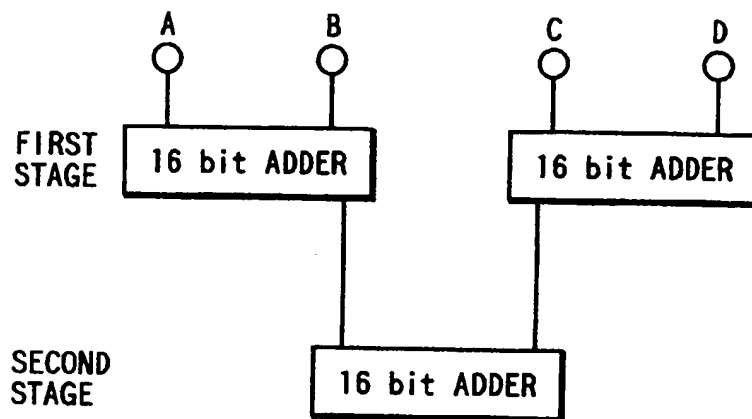 A B C D
FIRST STAGE
16 bit ADDER
16 bit ADDER
SECOND STAGE
16 bit ADDER